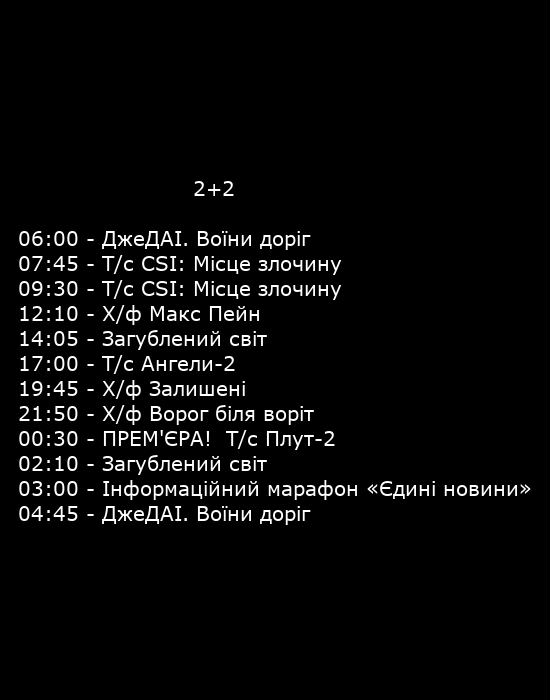 2+2
06:00 - ДжеДАІ. Воїни доріг
07:45 - Т/с CSI: Місце злочину
09:30 - Т/с CSI: Місце злочину
12:10 - Х/ф Макс Пейн
14:05 - Загублений світ
17:00 - Т/с Ангели-2
19:45 - Х/ф Залишені
21:50 - Х/ф Ворог біля воріт
00:30 - ПРЕМ'ЄРА!  Т/с Плут-2
02:10 - Загублений світ
03:00 - Інформаційний марафон «Єдині новини»
04:45 - ДжеДАІ. Воїни доріг